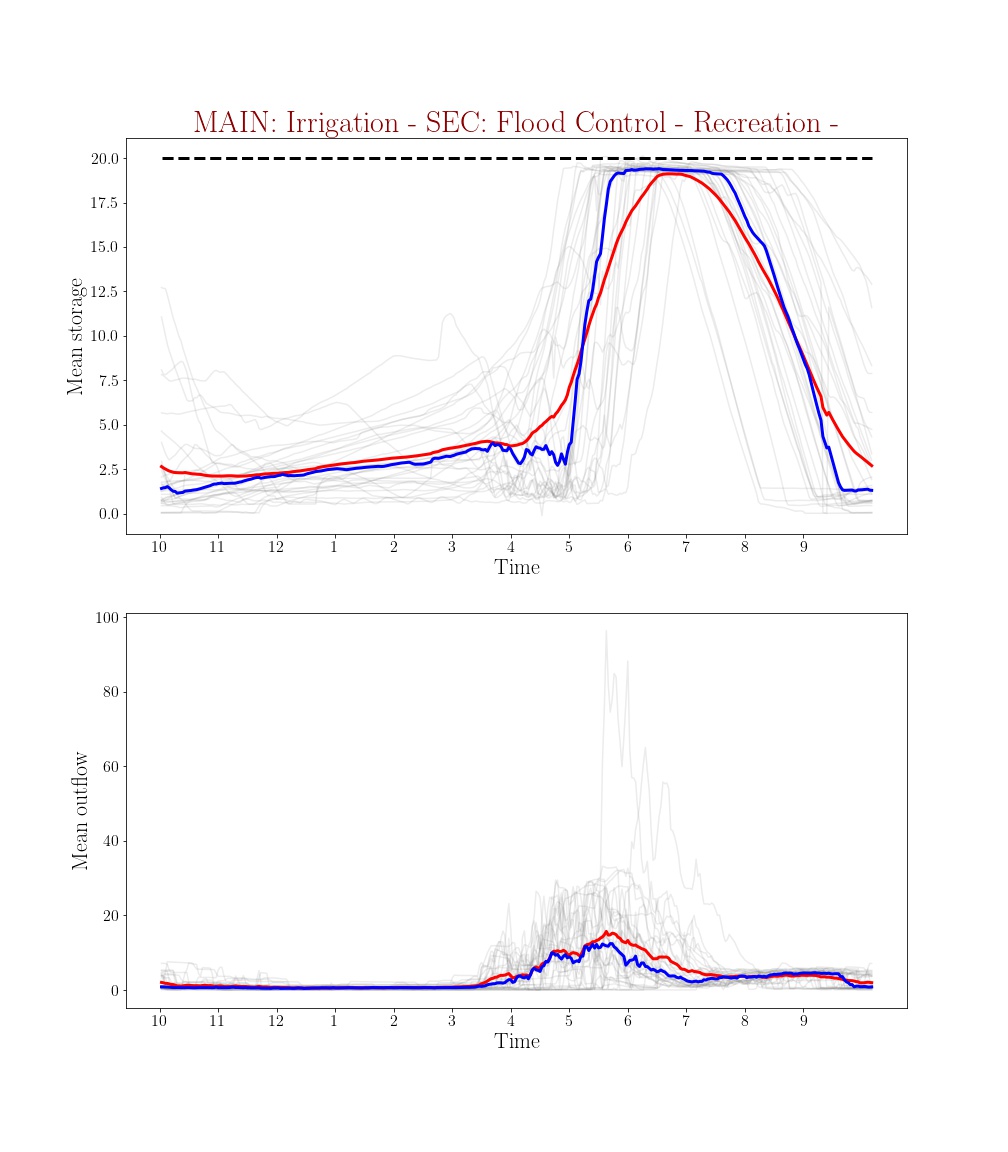 MAIN: Irrigation - SEC: Flood Control - Recreation -
20.0
17.5
15.0
12.5
10.0
7.5
5.0
2.5
0.0
Mean storage
10 11 12 1 2 3 4 5 6 7 8 9
Time
100
80
60
40
20
0
Mean outflow
10 11 12 1 2 3 4 5 6 7 8 9
Time